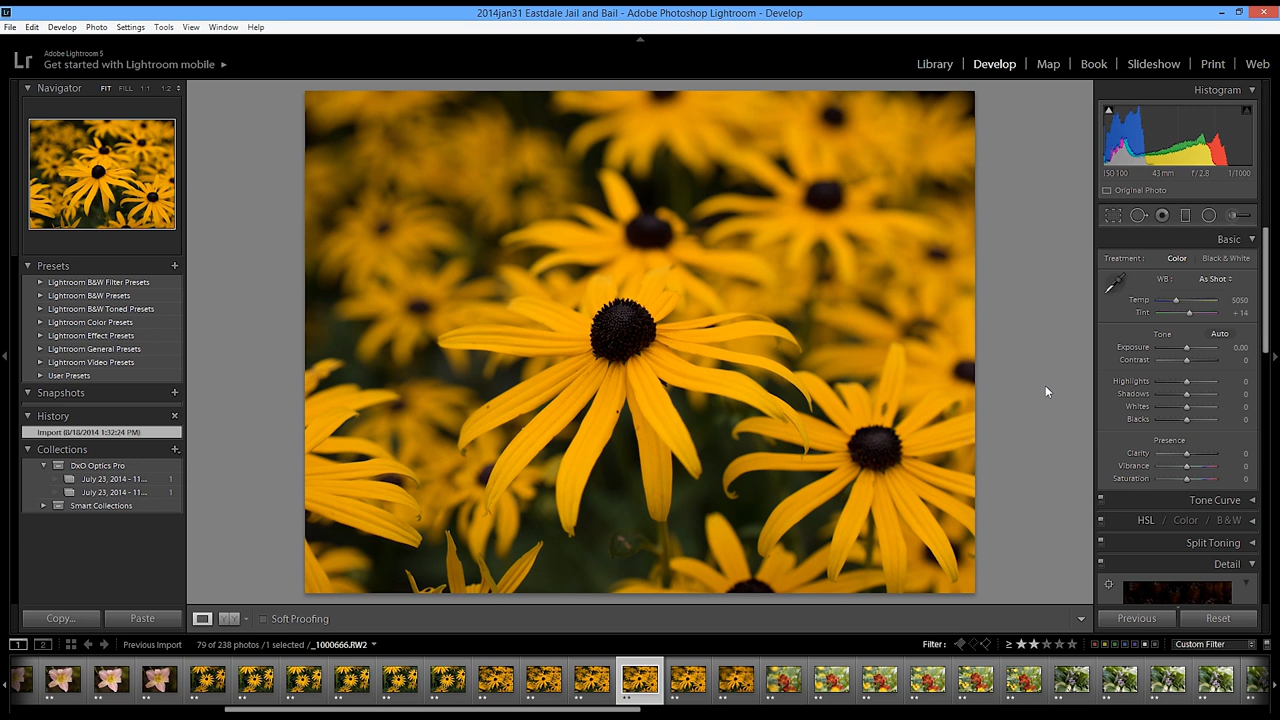 2014jan31 Eastdale Jail and Bail - Adobe Photoshop Lightroom - Develop
File Edit Develop Photo Settings Tools View Window Help
Lr Adobe Lightroom 5
Get started with Lightroom mobile
Library | Develop | Map | Book | Slideshow | Print | Web
Navigator FIT FILL 1:1 1:2
Presets +
Lightroom B&W Filter Presets
Lightroom B&W Presets
Lightroom B&W Toned Presets
Lightroom Color Presets
Lightroom Effect Presets
Lightroom General Presets
Lightroom Video Presets
User Presets
Snapshots
History
Import (8/18/2014 1:32:24 PM)
Collections +
DxO Optics Pro
July 23, 2014 - 11... 1
July 23, 2014 - 11... 1
Smart Collections
Copy... Paste
Soft Proofing
Histogram
ISO 100 43 mm f / 2.8 1/1000
Original Photo
Basic
Treatment : Color Black & White
WB : As Shot
Temp 5050
Tint + 14
Tone Auto
Exposure 0.00
Contrast 0
Highlights 0
Shadows 0
Whites 0
Blacks 0
Presence
Clarity 0
Vibrance 0
Saturation 0
Tone Curve
HSL / Color / B & W
Split Toning
Detail
Previous Reset
1 2 Previous Import 79 of 238 photos / 1 selected / _1000666.RW2 Filter : ≥ ★★★★★ Custom Filter